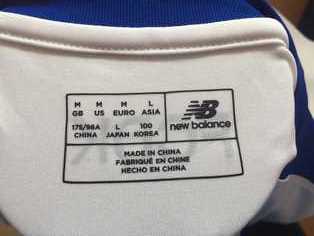 M M M L
GB US EURO ASIA
175/96A L 100
CHINA JAPAN KOREA
NB
new balance
MADE IN CHINA
FABRIQUÉ EN CHINE
HECHO EN CHINA